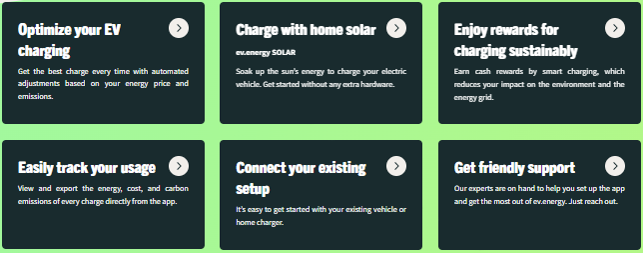 Optimize your EV
charging
Get the best charge every time with automated
adjustments based on your energy price and
emissions.
Charge with home solar
ev.energy SOLAR
Soak up the sun's energy to charge your electric
vehicle. Get started without any extra hardware.
Enjoy rewards for
charging sustainably
Earn cash rewards by smart charging, which
reduces your impact on the environment and the
energy grid.
Easily track your usage
View and export the energy, cost, and carbon
emissions of every charge directly from the app.
Connect your existing
setup
It's easy to get started with your existing vehicle or
home charger.
Get friendly support
Our experts are on hand to help you set up the app
and get the most out of ev.energy. Just reach out.